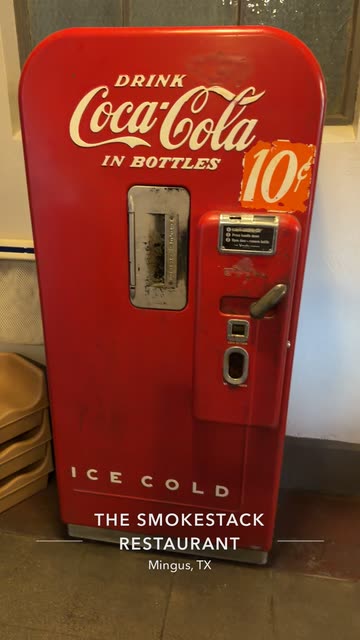 DRINK
Coca-Cola
IN BOTTLES
10¢
ICE COLD
THE SMOKESTACK
RESTAURANT
Mingus, TX